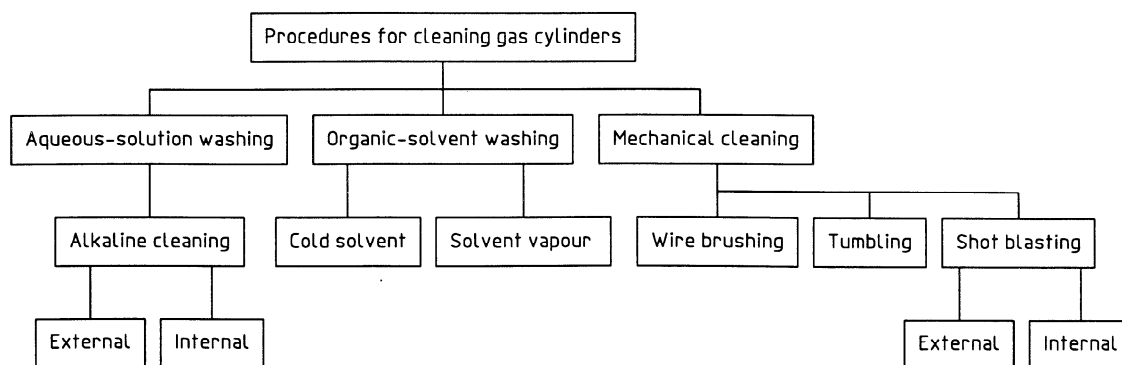 Procedures for cleaning gas cylinders
Aqueous-solution washing
Organic-solvent washing
Mechanical cleaning
Alkaline cleaning
Cold solvent
Solvent vapour
Wire brushing
Tumbling
Shot blasting
External
Internal
External
Internal